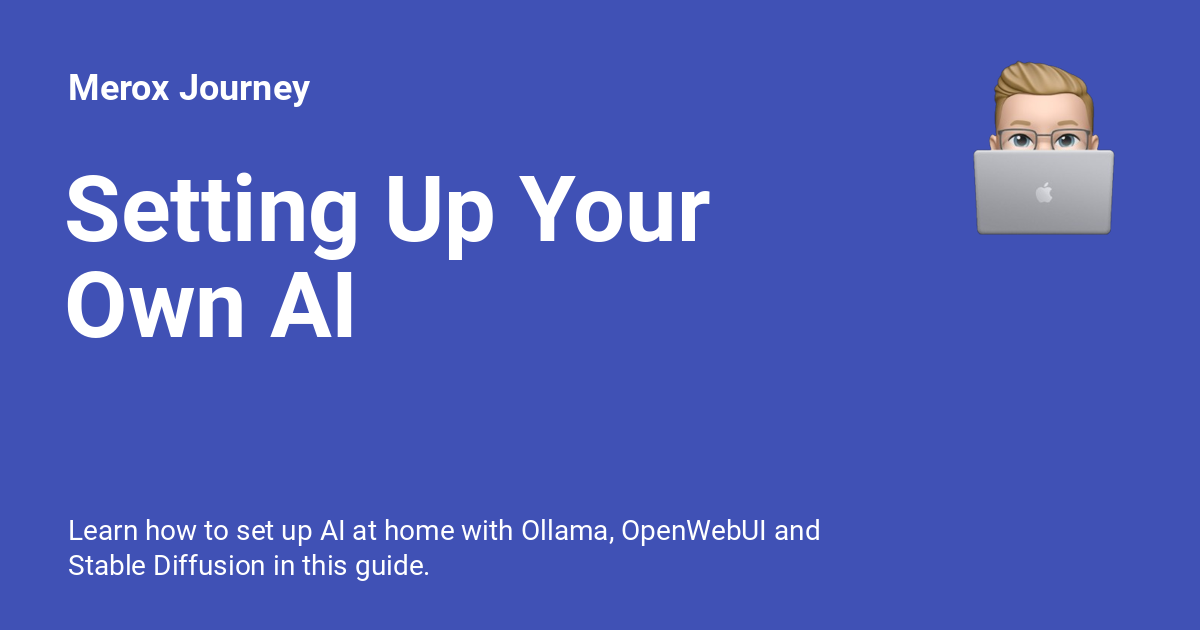 Merox Journey
Setting Up Your
Own AI
Learn how to set up AI at home with Ollama, OpenWebUI and
Stable Diffusion in this guide.